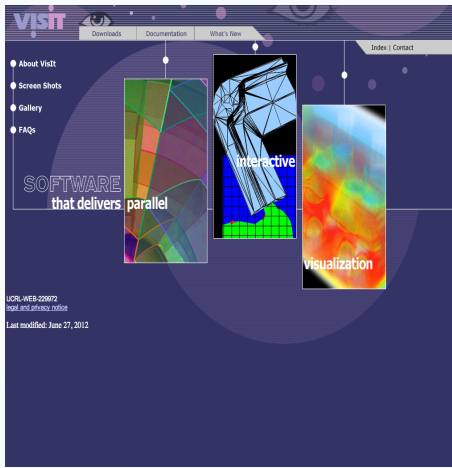 VISIT
Downloads
Documentation
What's New
Index | Contact
About VisIt
Screen Shots
Gallery
FAQs
SOFTWARE
that delivers parallel
interactive
visualization
UCRL-WEB-229972
legal and privacy notice
Last modified: June 27, 2012